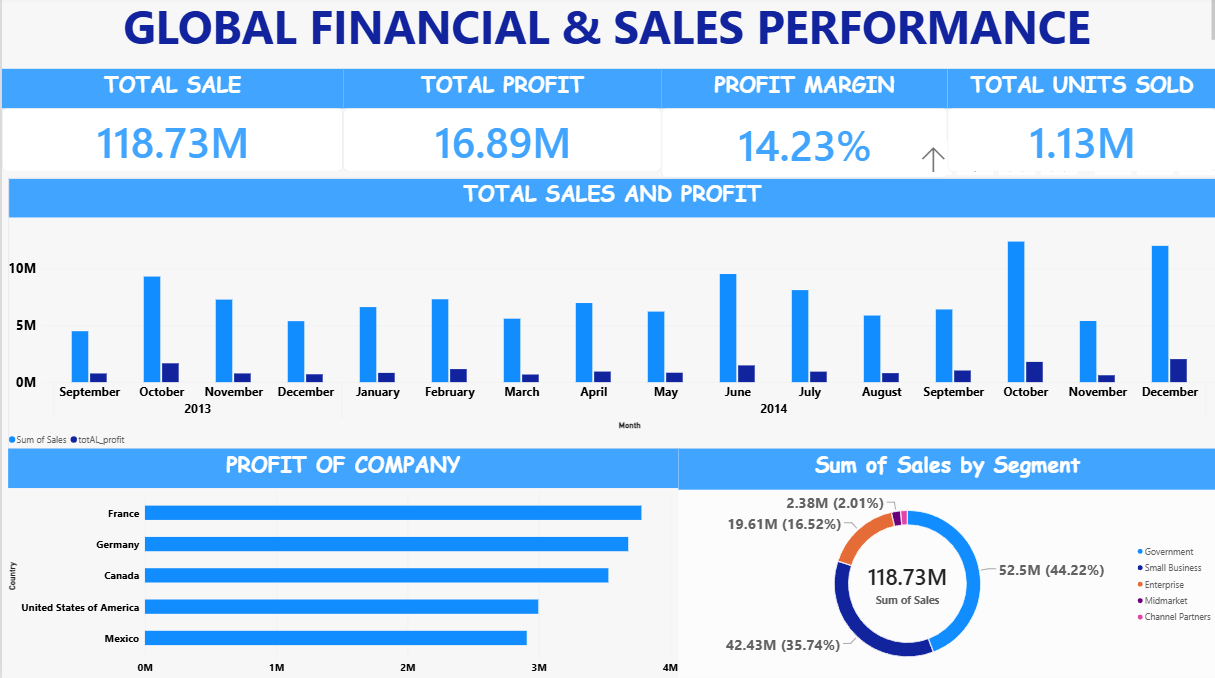 GLOBAL FINANCIAL & SALES PERFORMANCE
TOTAL SALE
TOTAL PROFIT
PROFIT MARGIN
TOTAL UNITS SOLD
118.73M
16.89M
14.23%
1.13M
TOTAL SALES AND PROFIT
10M
5M
0M
September October November December January February March April May June July August September October November December
2013
2014
Month
Sum of Sales totAL_profit
PROFIT OF COMPANY
Country
France
Germany
Canada
United States of America
Mexico
0M 1M 2M 3M 4M
Sum of Sales by Segment
2.38M (2.01%)
19.61M (16.52%)
52.5M (44.22%)
42.43M (35.74%)
118.73M
Sum of Sales
Government
Small Business
Enterprise
Midmarket
Channel Partners